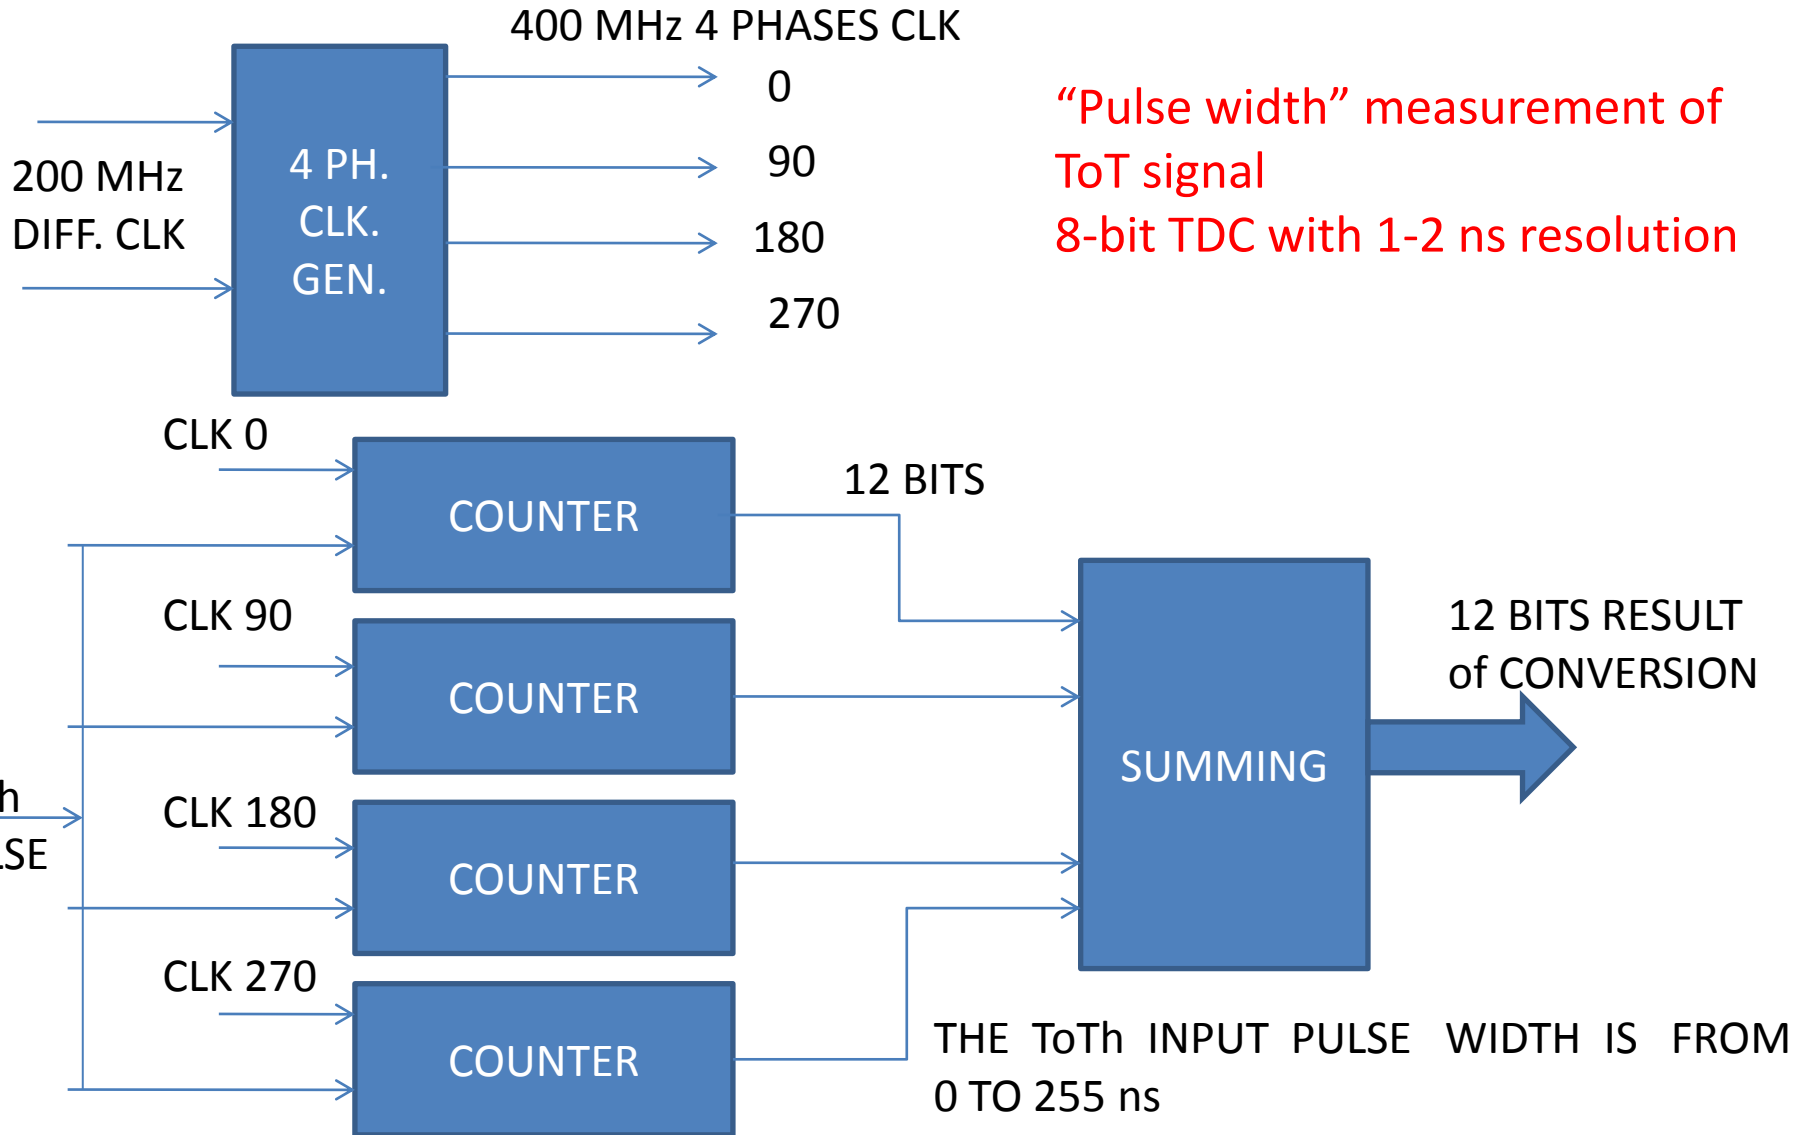 400 MHz 4 PHASES CLK
0
90
180
270
200 MHz
DIFF. CLK
4 PH.
CLK.
GEN.
“Pulse width” measurement of
ToT signal
8-bit TDC with 1-2 ns resolution
CLK 0
COUNTER
12 BITS
CLK 90
COUNTER
CLK 180
COUNTER
CLK 270
COUNTER
SUMMING
12 BITS RESULT
of CONVERSION
THE ToTh INPUT PULSE WIDTH IS FROM
0 TO 255 ns